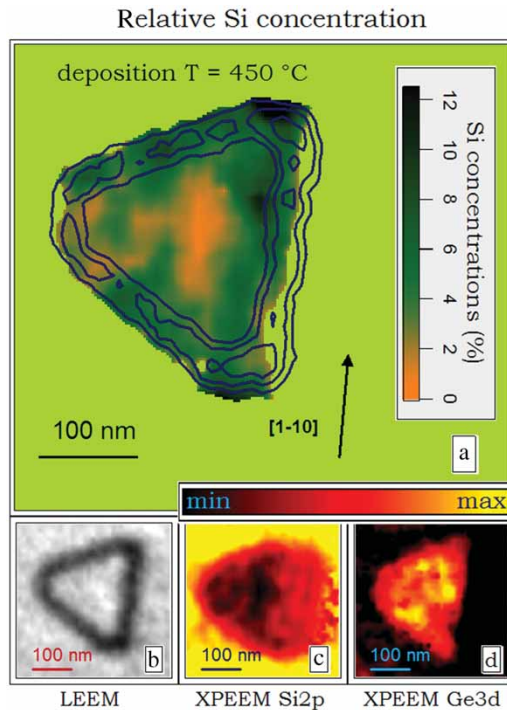 Relative Si concentration
deposition T = 450 °C
12
10
8
6
4
2
0
Si concentrations (%)
[1-10]
100 nm
a
min
max
100 nm
b
100 nm
c
100 nm
d
LEEM
XPEEM Si2p
XPEEM Ge3d